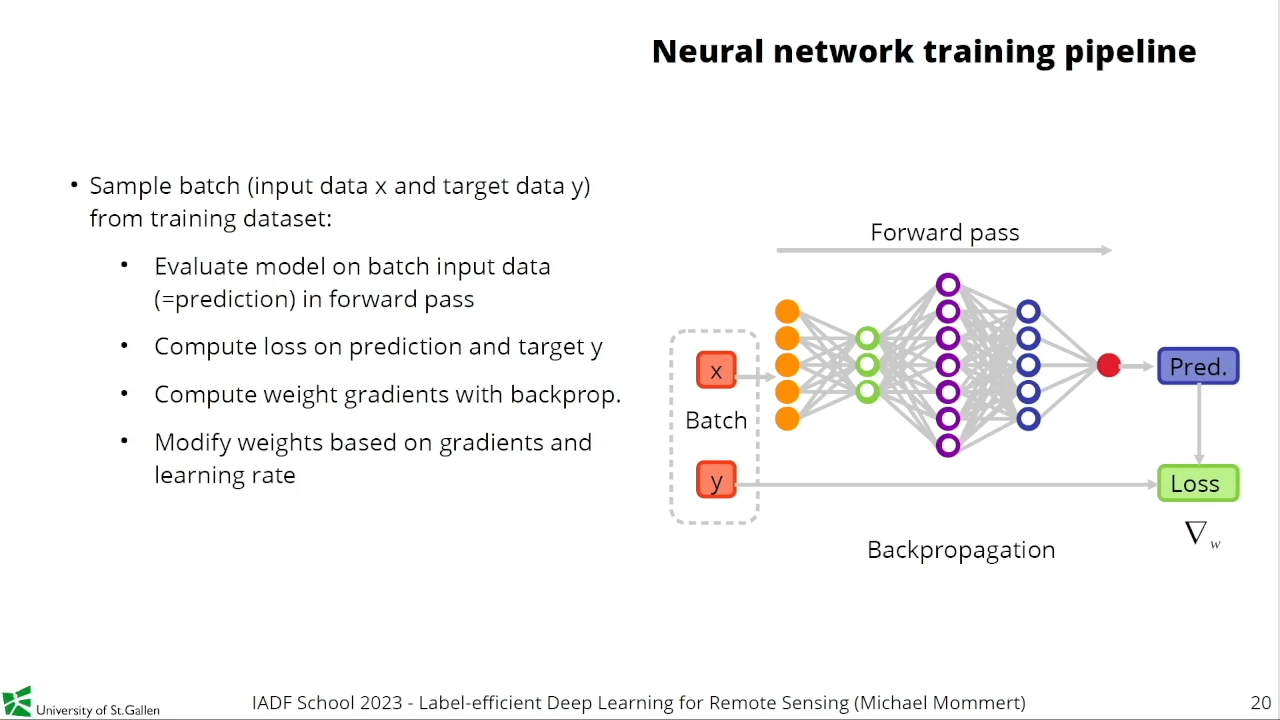 Neural network training pipeline
• Sample batch (input data x and target data y)
from training dataset:
• Evaluate model on batch input data
(=prediction) in forward pass
• Compute loss on prediction and target y
• Compute weight gradients with backprop.
• Modify weights based on gradients and
learning rate
Forward pass
x
Batch
y
Pred.
Loss
∇w
Backpropagation
University of St.Gallen
IADF School 2023 - Label-efficient Deep Learning for Remote Sensing (Michael Mommert)
20